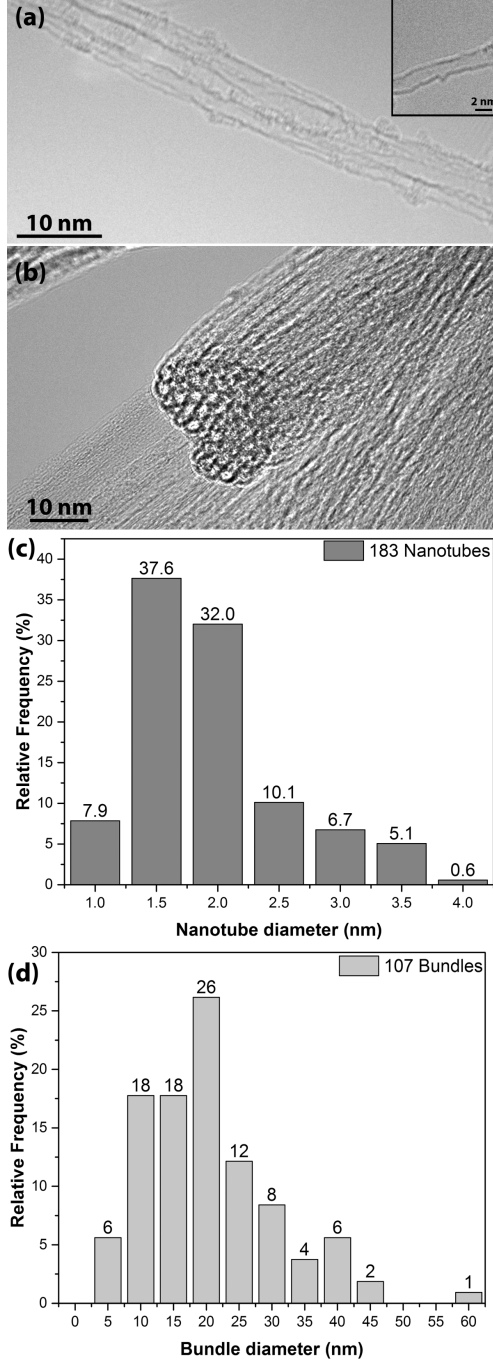 (a)
2 nm
10 nm
(b)
10 nm
(c)
183 Nanotubes
Relative Frequency (%)
40
35
30
25
20
15
10
5
0
7.9
37.6
32.0
10.1
6.7
5.1
0.6
1.0 1.5 2.0 2.5 3.0 3.5 4.0
Nanotube diameter (nm)
(d)
107 Bundles
Relative Frequency (%)
30
25
20
15
10
5
0
6
18
18
26
12
8
4
6
2
1
0 5 10 15 20 25 30 35 40 45 50 55 60
Bundle diameter (nm)